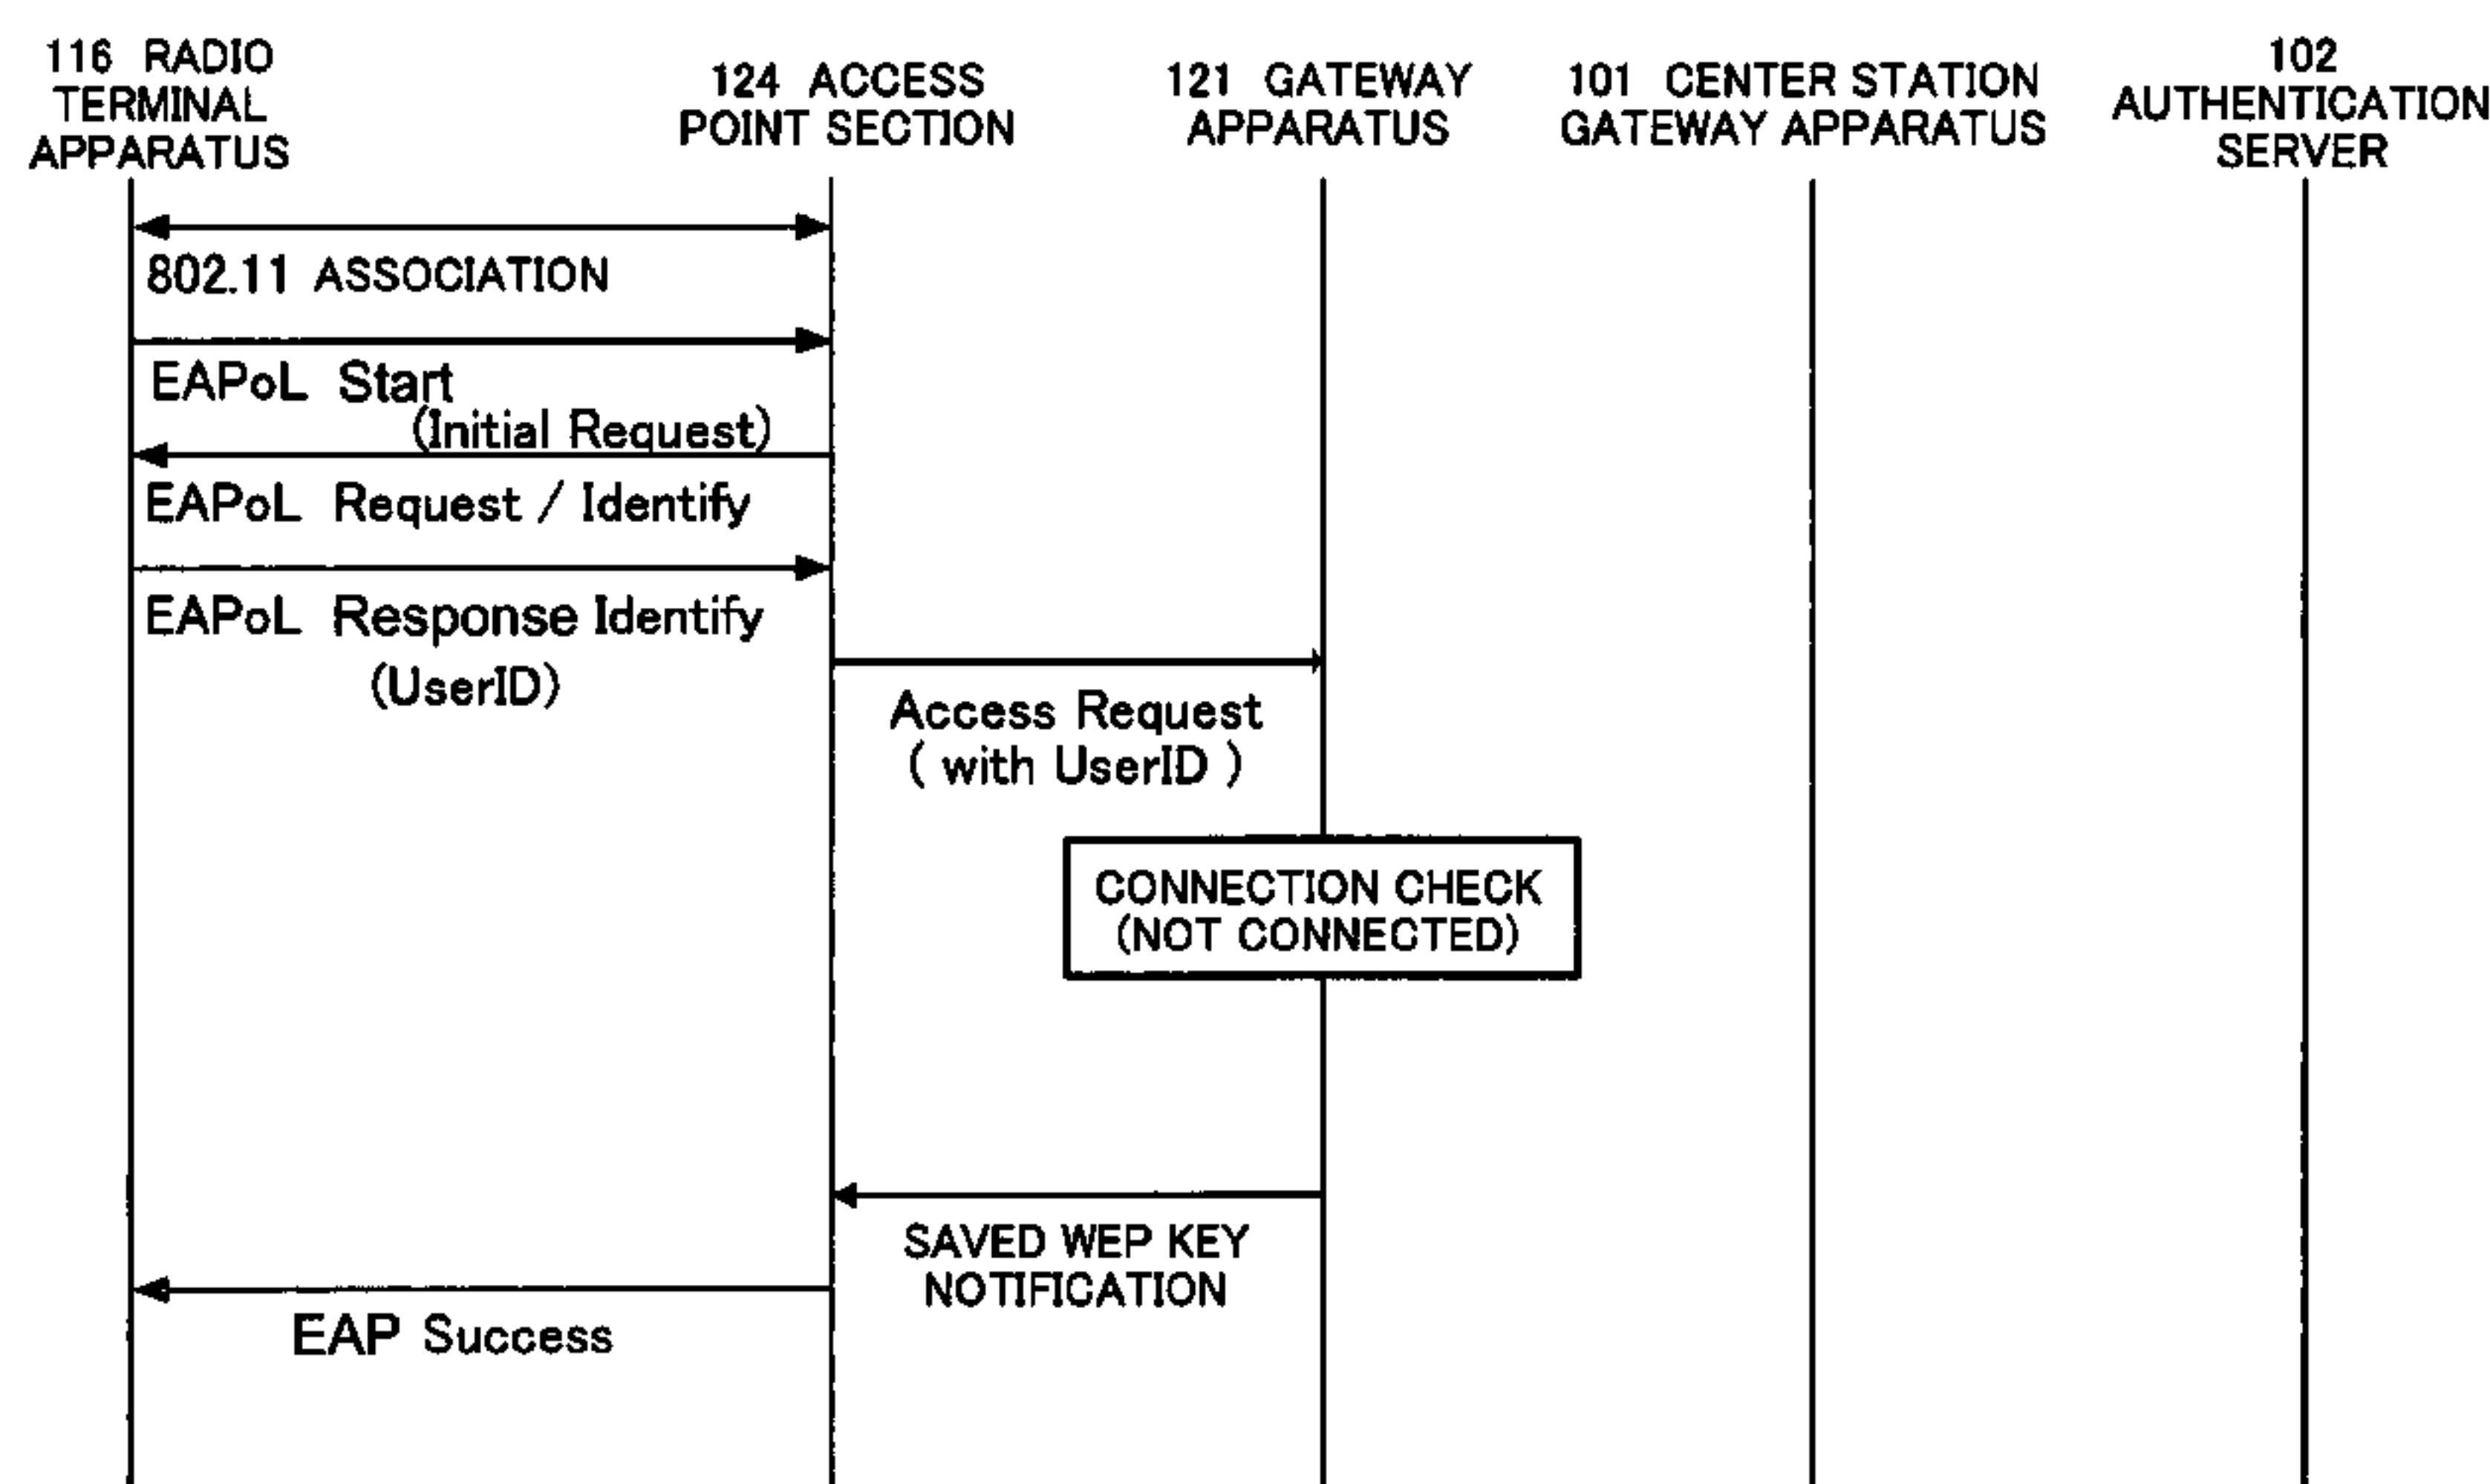 116 RADIO
TERMINAL
APPARATUS
124 ACCESS
POINT SECTION
121 GATEWAY
APPARATUS
101 CENTER STATION
GATEWAY APPARATUS
102
AUTHENTICATION
SERVER
802.11 ASSOCIATION
EAPoL Start
(Initial Request)
EAPoL Request / Identify
EAPoL Response Identify
(UserID)
Access Request
( with UserID )
CONNECTION CHECK
(NOT CONNECTED)
SAVED WEP KEY
NOTIFICATION
EAP Success